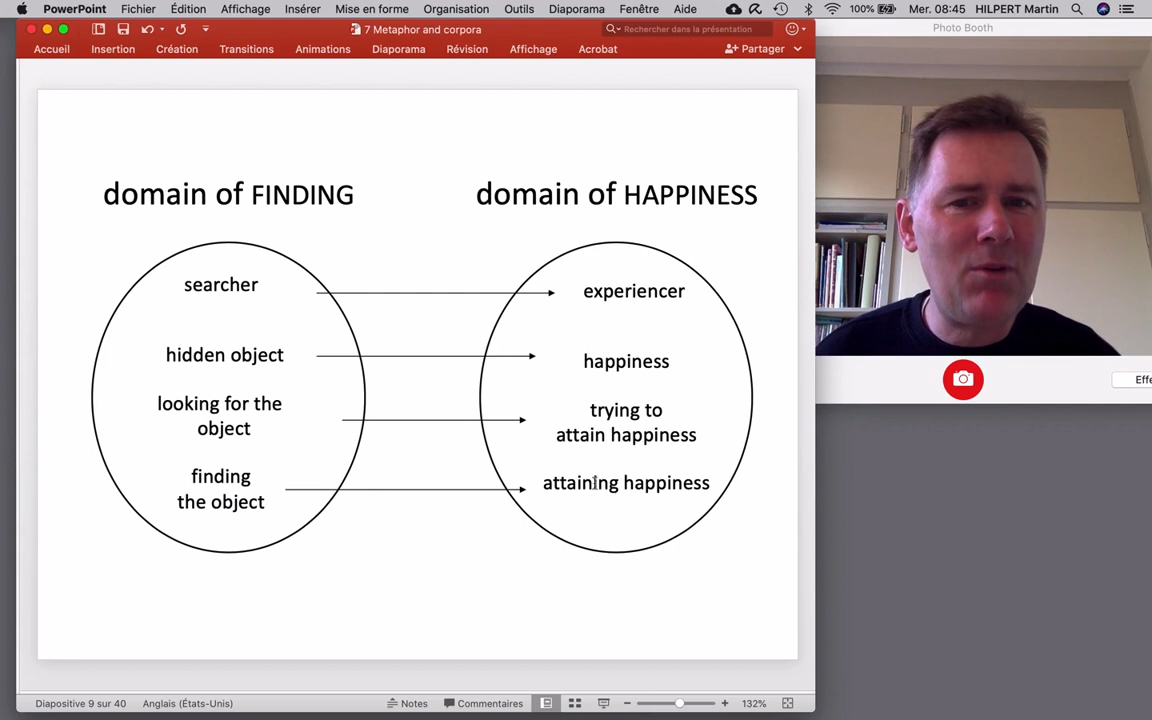 PowerPoint Fichier Édition Affichage Insérer Mise en forme Organisation Outils Diaporama Fenêtre Aide 100% Mer. 08:45 HILPERT Martin
7 Metaphor and corpora
Rechercher dans la présentation
Photo Booth
Accueil Insertion Création Transitions Animations Diaporama Révision Affichage Acrobat Partager
domain of FINDING
domain of HAPPINESS
searcher
experiencer
hidden object
happiness
looking for the
object
trying to
attain happiness
finding
the object
attaining happiness
Effe
Diapositive 9 sur 40 Anglais (États-Unis) Notes Commentaires 132%